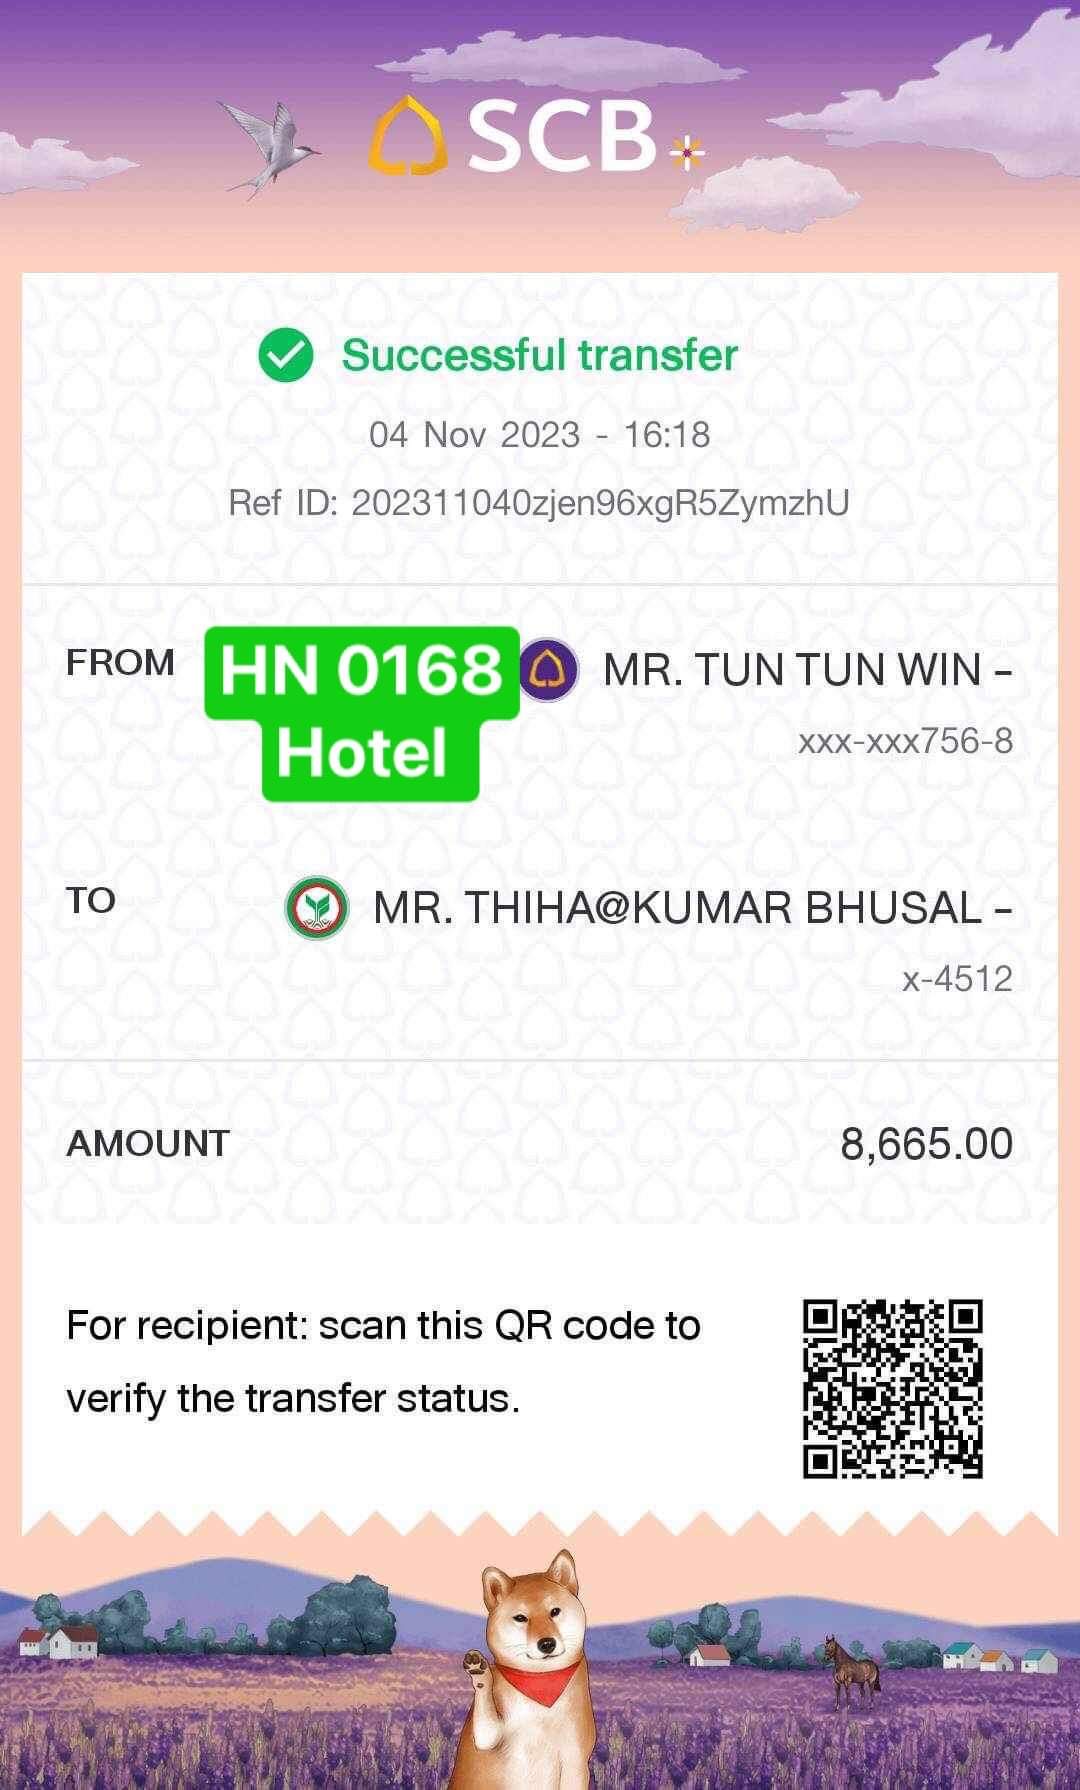 SCB
Successful transfer
04 Nov 2023 - 16:18
Ref ID: 202311040zjen96xgR5ZymzhU
FROM HN 0168 MR. TUN TUN WIN -
Hotel xxx-xxx756-8
TO MR. THIHA@KUMAR BHUSAL -
x-4512
AMOUNT 8,665.00
For recipient: scan this QR code to
verify the transfer status.